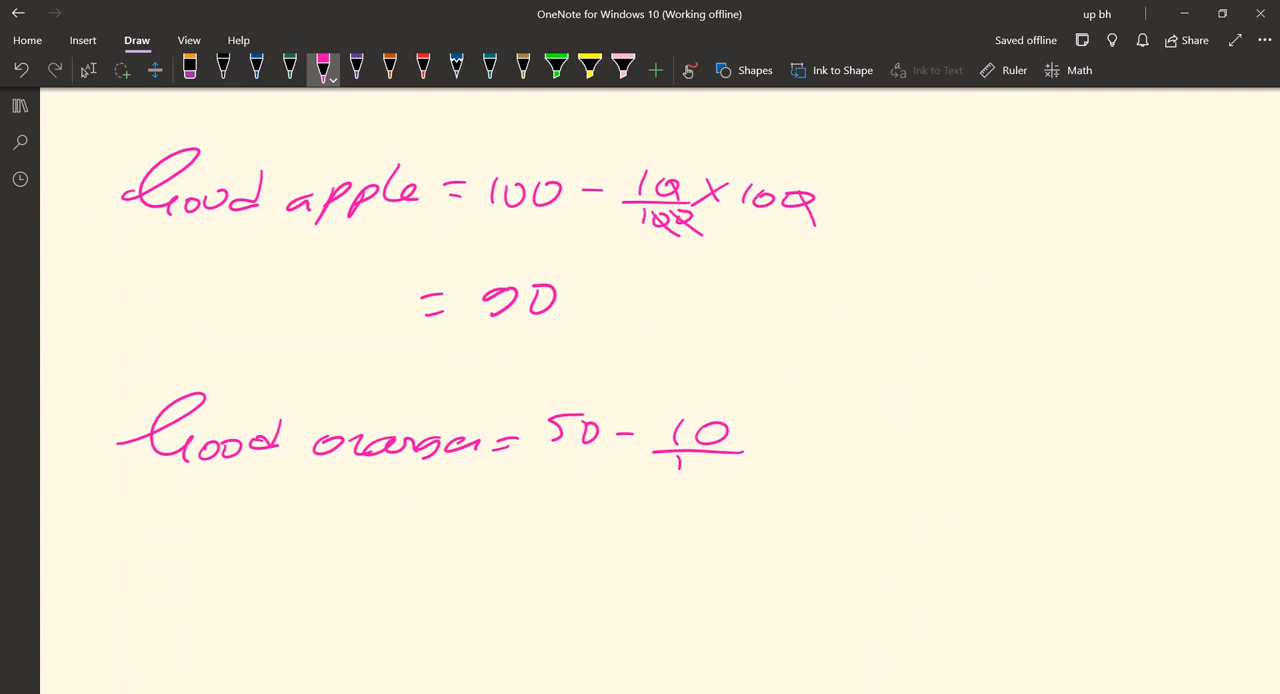 OneNote for Windows 10 (Working offline)
up bh
Home Insert Draw View Help
Saved offline Share
Shapes Ink to Shape Ink to Text Ruler Math
Good apple = 100 - 10/100 × 100
= 90
Good = 50 - 10/1